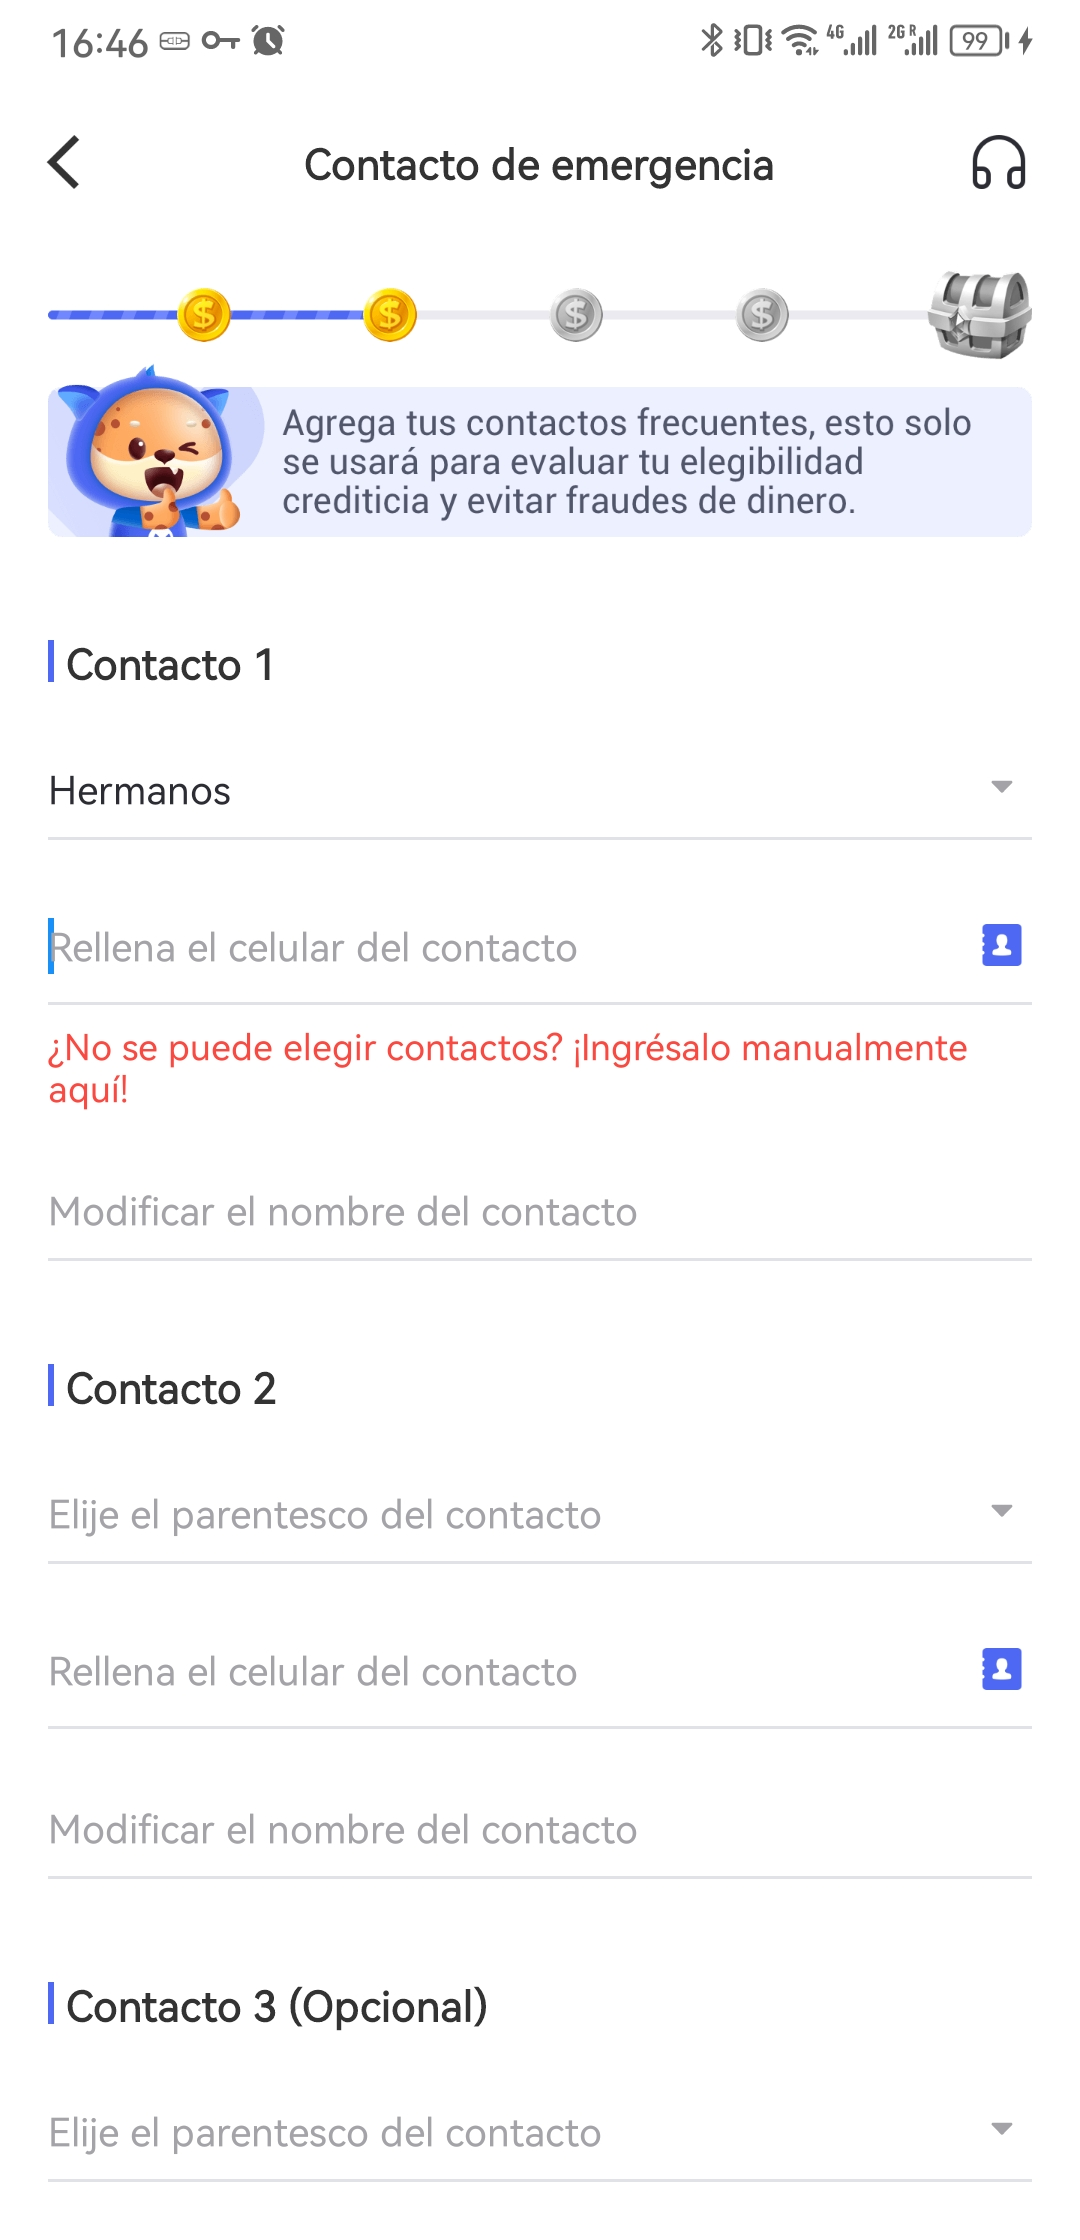 16:46
4G
2G R
99
Contacto de emergencia
Agrega tus contactos frecuentes, esto solo
se usará para evaluar tu elegibilidad
crediticia y evitar fraudes de dinero.
Contacto 1
Hermanos
Rellena el celular del contacto
¿No se puede elegir contactos? ¡Ingrésalo manualmente
aquí!
Modificar el nombre del contacto
Contacto 2
Elije el parentesco del contacto
Rellena el celular del contacto
Modificar el nombre del contacto
Contacto 3 (Opcional)
Elije el parentesco del contacto